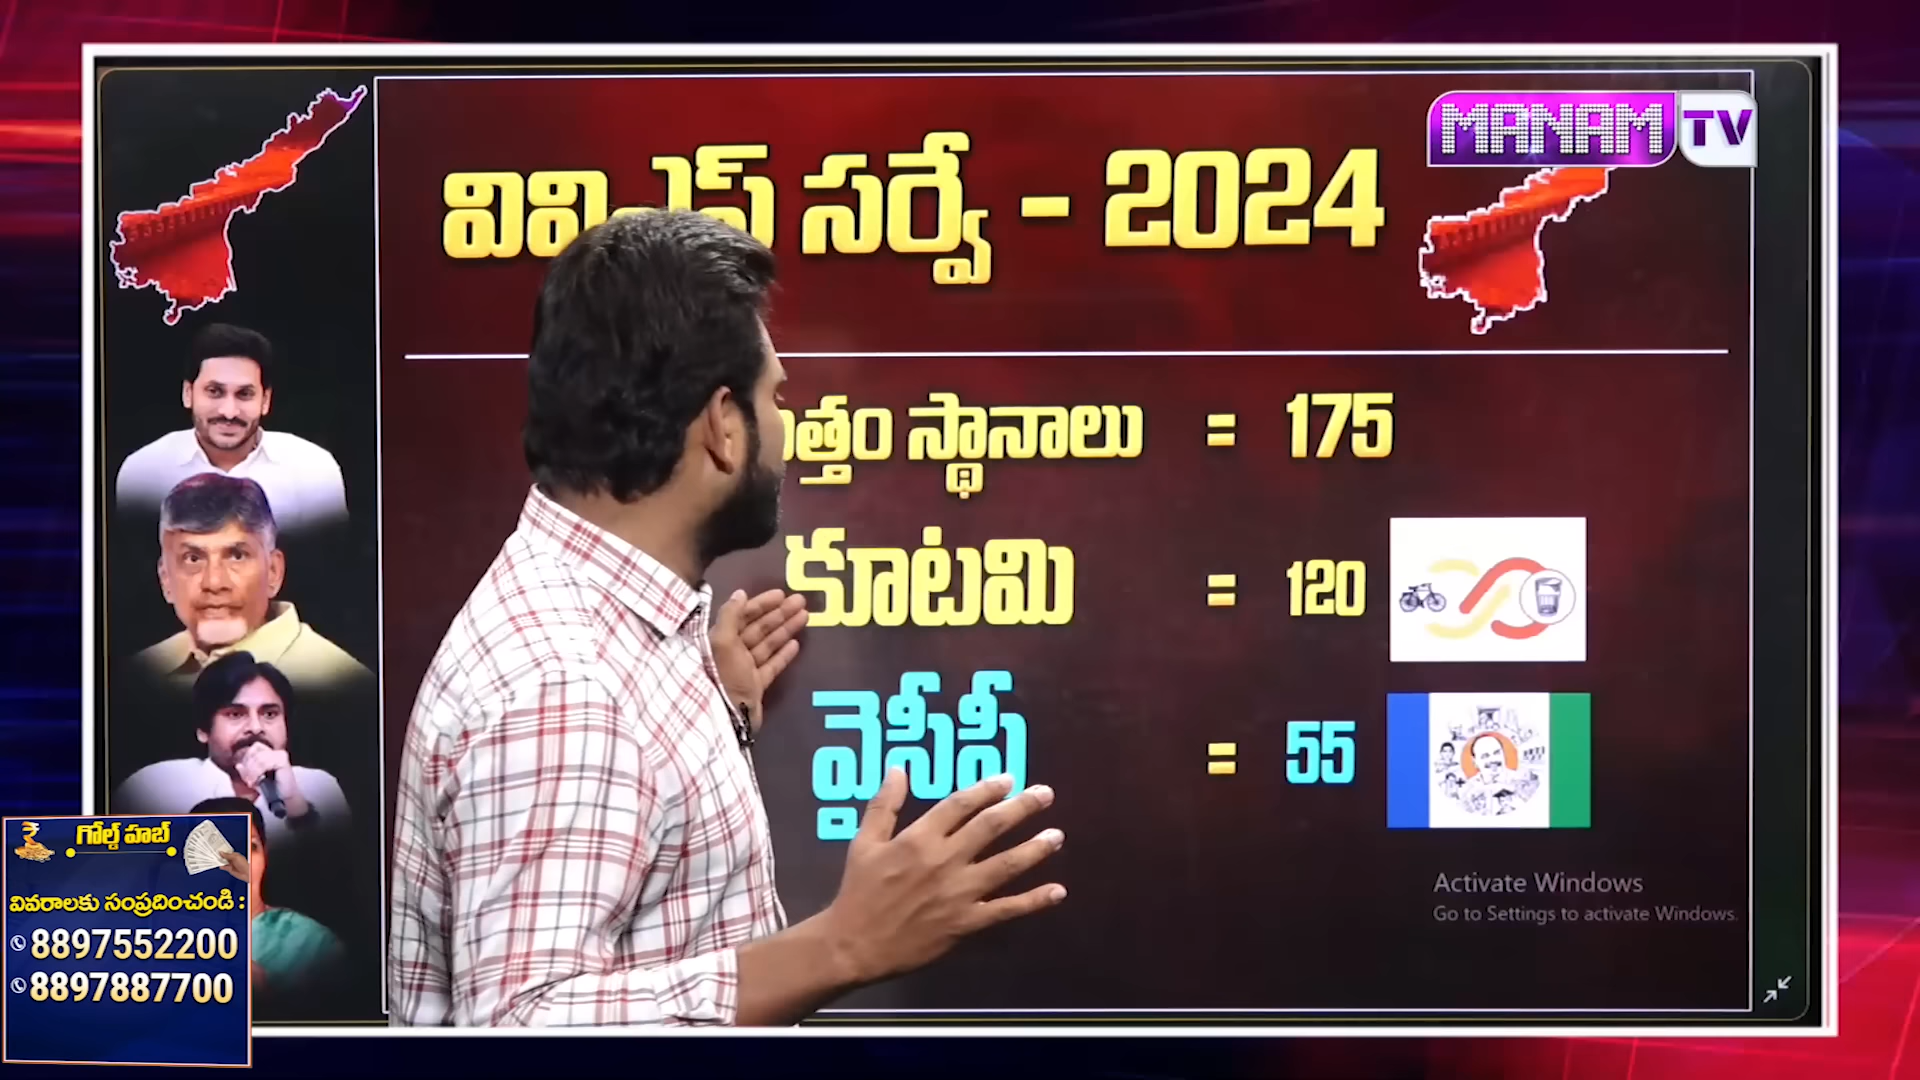 MANAM TV
సర్వే - 2024
స్థానాలు = 175
కూటమి = 120
వైసీపీ = 55
Activate Windows
Go to Settings to activate Windows.
గోల్డ్ హబ్
వివరాలకు సంప్రదించండి :
8897552200
8897887700